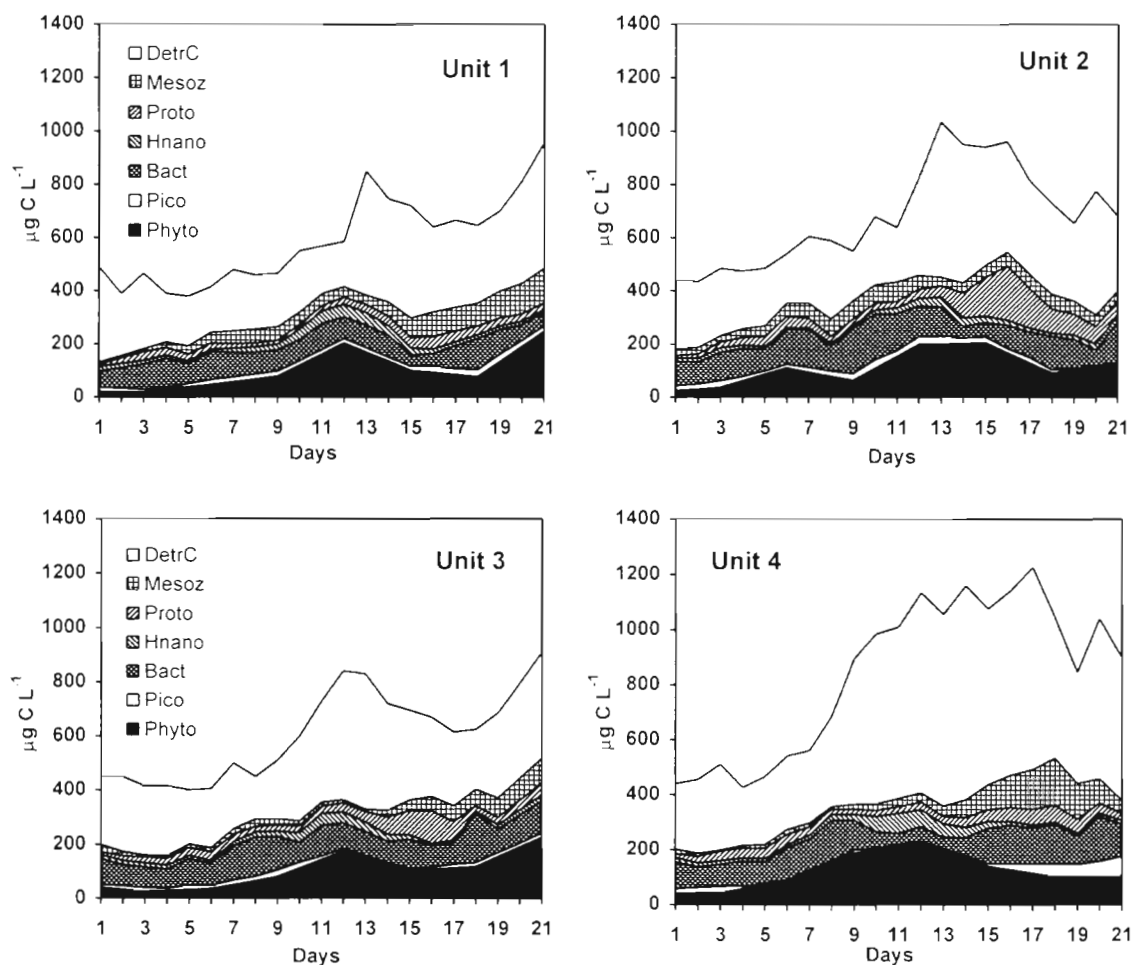 1400
1200
1000
800
600
400
200
0
µg C L⁻¹
DetrC
Mesoz
Proto
Hnano
Bact
Pico
Phyto
Unit 1
1 3 5 7 9 11 13 15 17 19 21
Days
1400
1200
1000
800
600
400
200
0
µg C L⁻¹
Unit 2
1 3 5 7 9 11 13 15 17 19 21
Days
1400
1200
1000
800
600
400
200
0
µg C L⁻¹
DetrC
Mesoz
Proto
Hnano
Bact
Pico
Phyto
Unit 3
1 3 5 7 9 11 13 15 17 19 21
Days
1400
1200
1000
800
600
400
200
0
µg C L⁻¹
Unit 4
1 3 5 7 9 11 13 15 17 19 21
Days